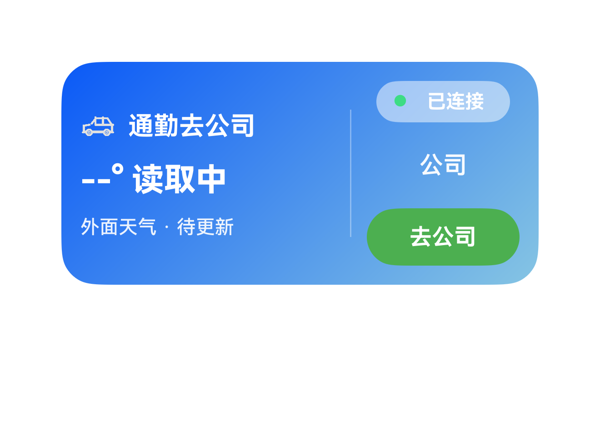 通勤去公司
--° 读取中
外面天气 · 待更新
已连接
公司
去公司